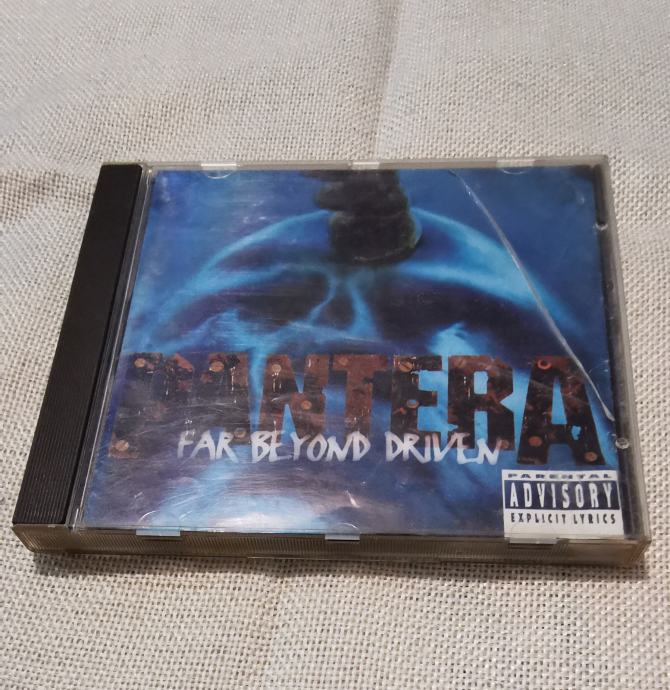 PANTERA
FAR BEYOND DRIVEN
PARENTAL
ADVISORY
EXPLICIT LYRICS